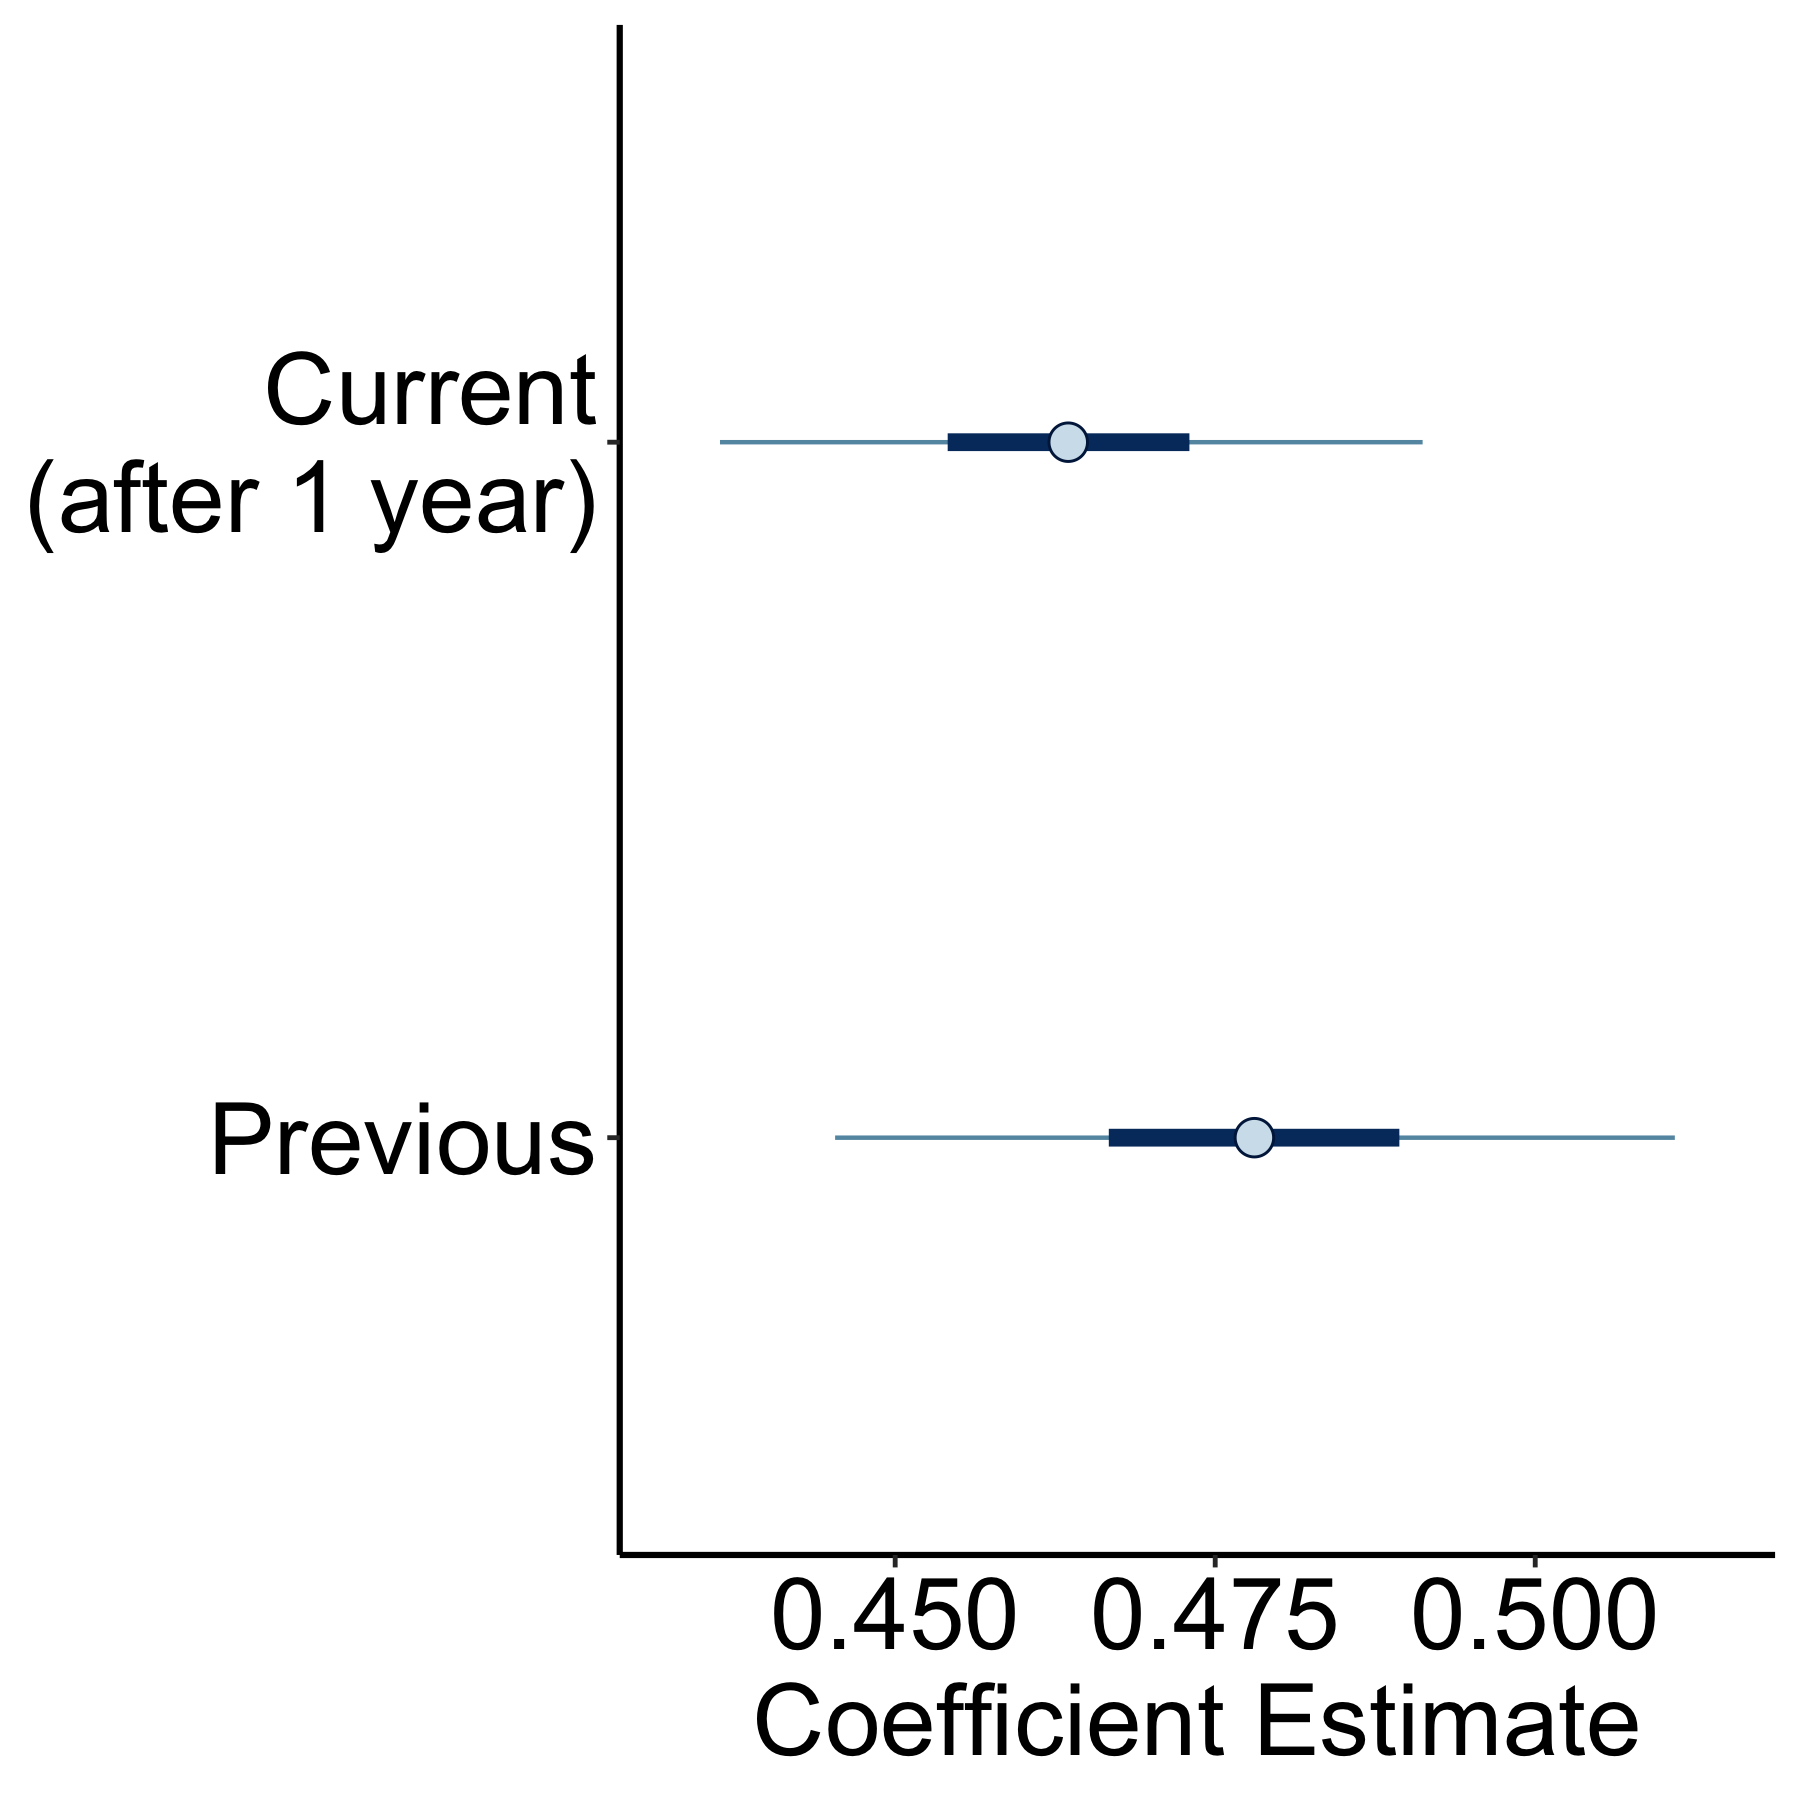 Current
(after 1 year)
Previous
0.450 0.475 0.500
Coefficient Estimate